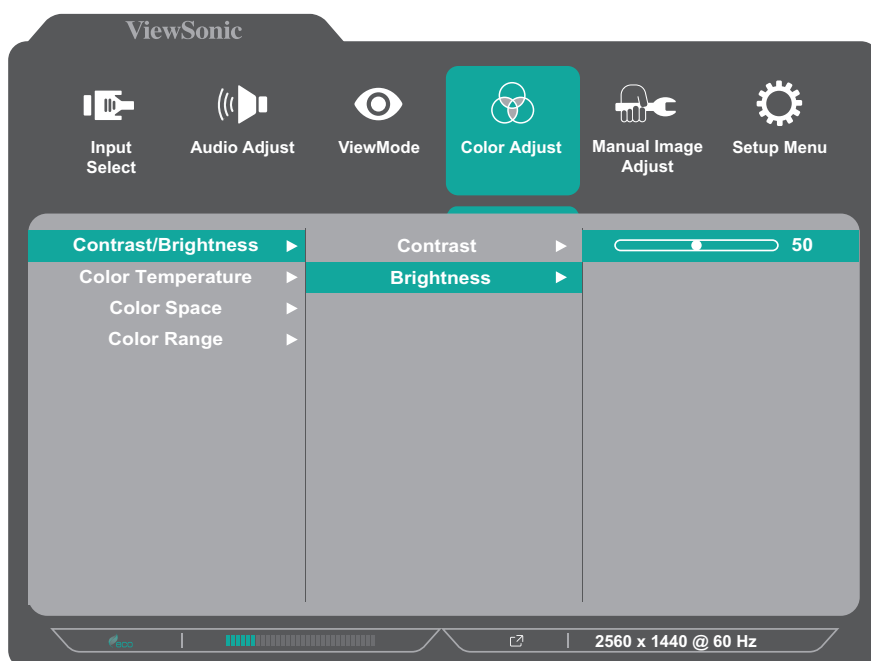 ViewSonic
Input
Select
Audio Adjust
ViewMode
Color Adjust
Manual Image
Adjust
Setup Menu
Contrast/Brightness
Contrast
50
Color Temperature
Brightness
Color Space
Color Range
eco
2560 x 1440 @ 60 Hz